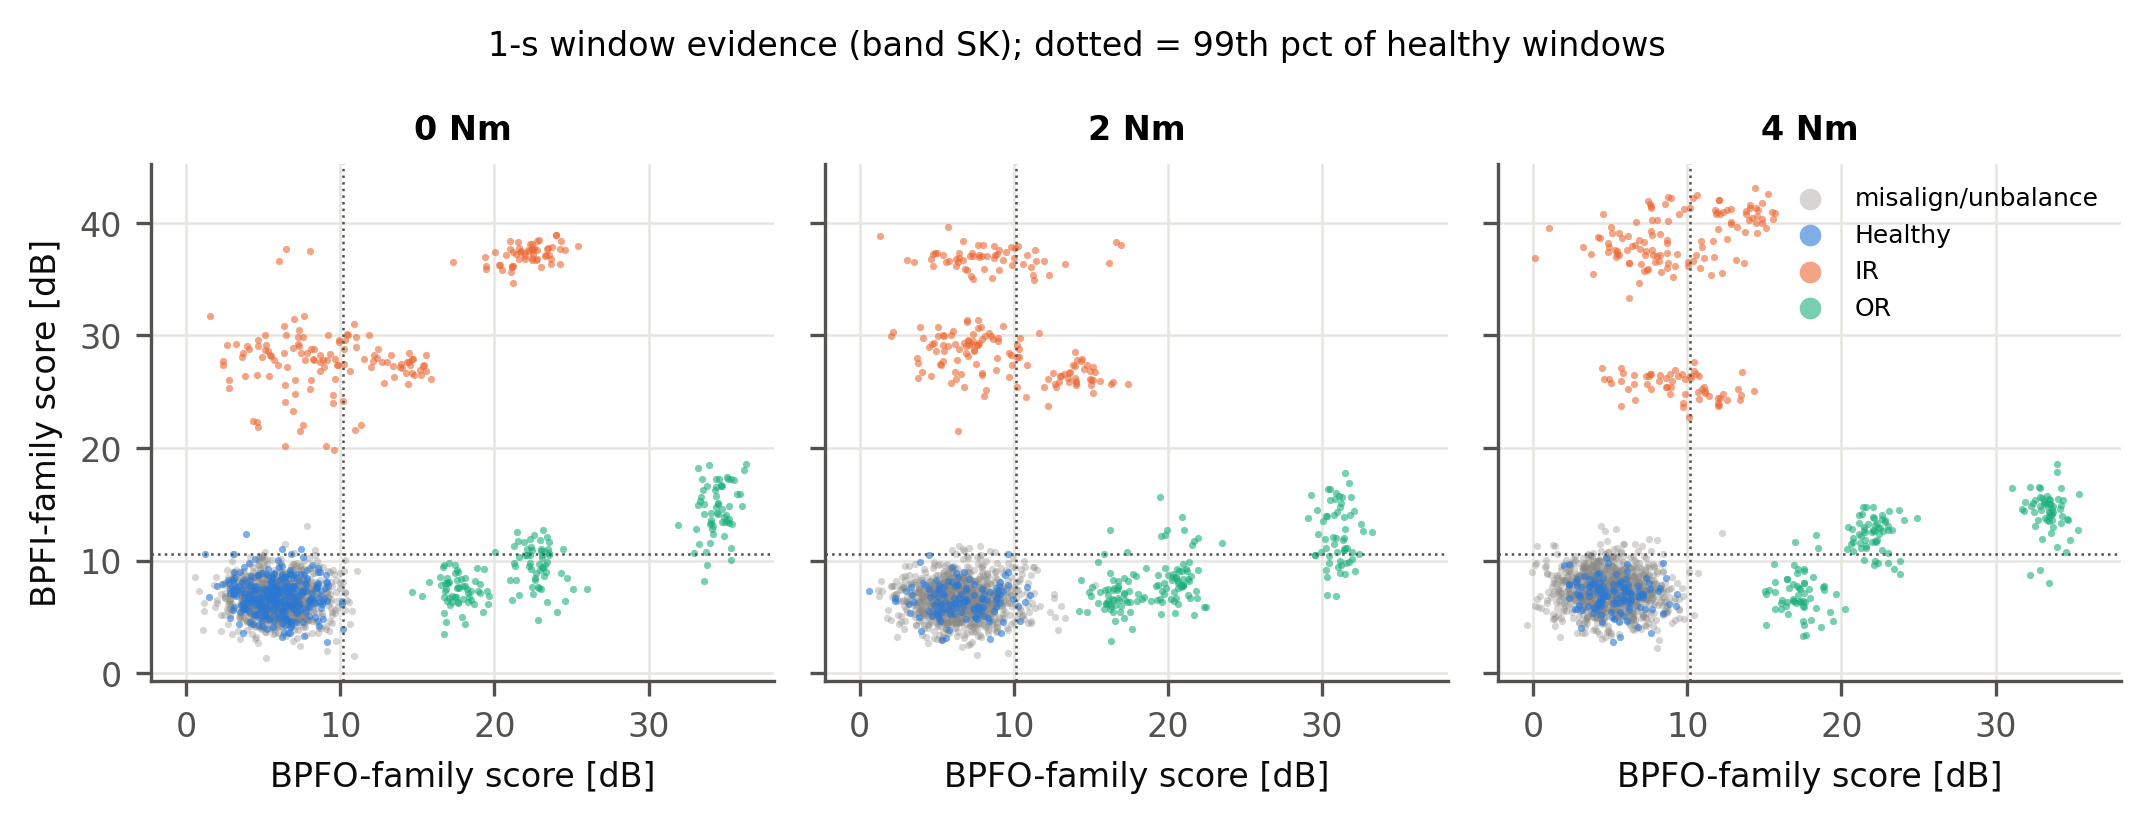 1-s window evidence (band SK); dotted = 99th pct of healthy windows
0 Nm
2 Nm
4 Nm
BPFI-family score [dB]
40
30
20
10
0
misalign/unbalance
Healthy
IR
OR
0 10 20 30
0 10 20 30
0 10 20 30
BPFO-family score [dB]
BPFO-family score [dB]
BPFO-family score [dB]